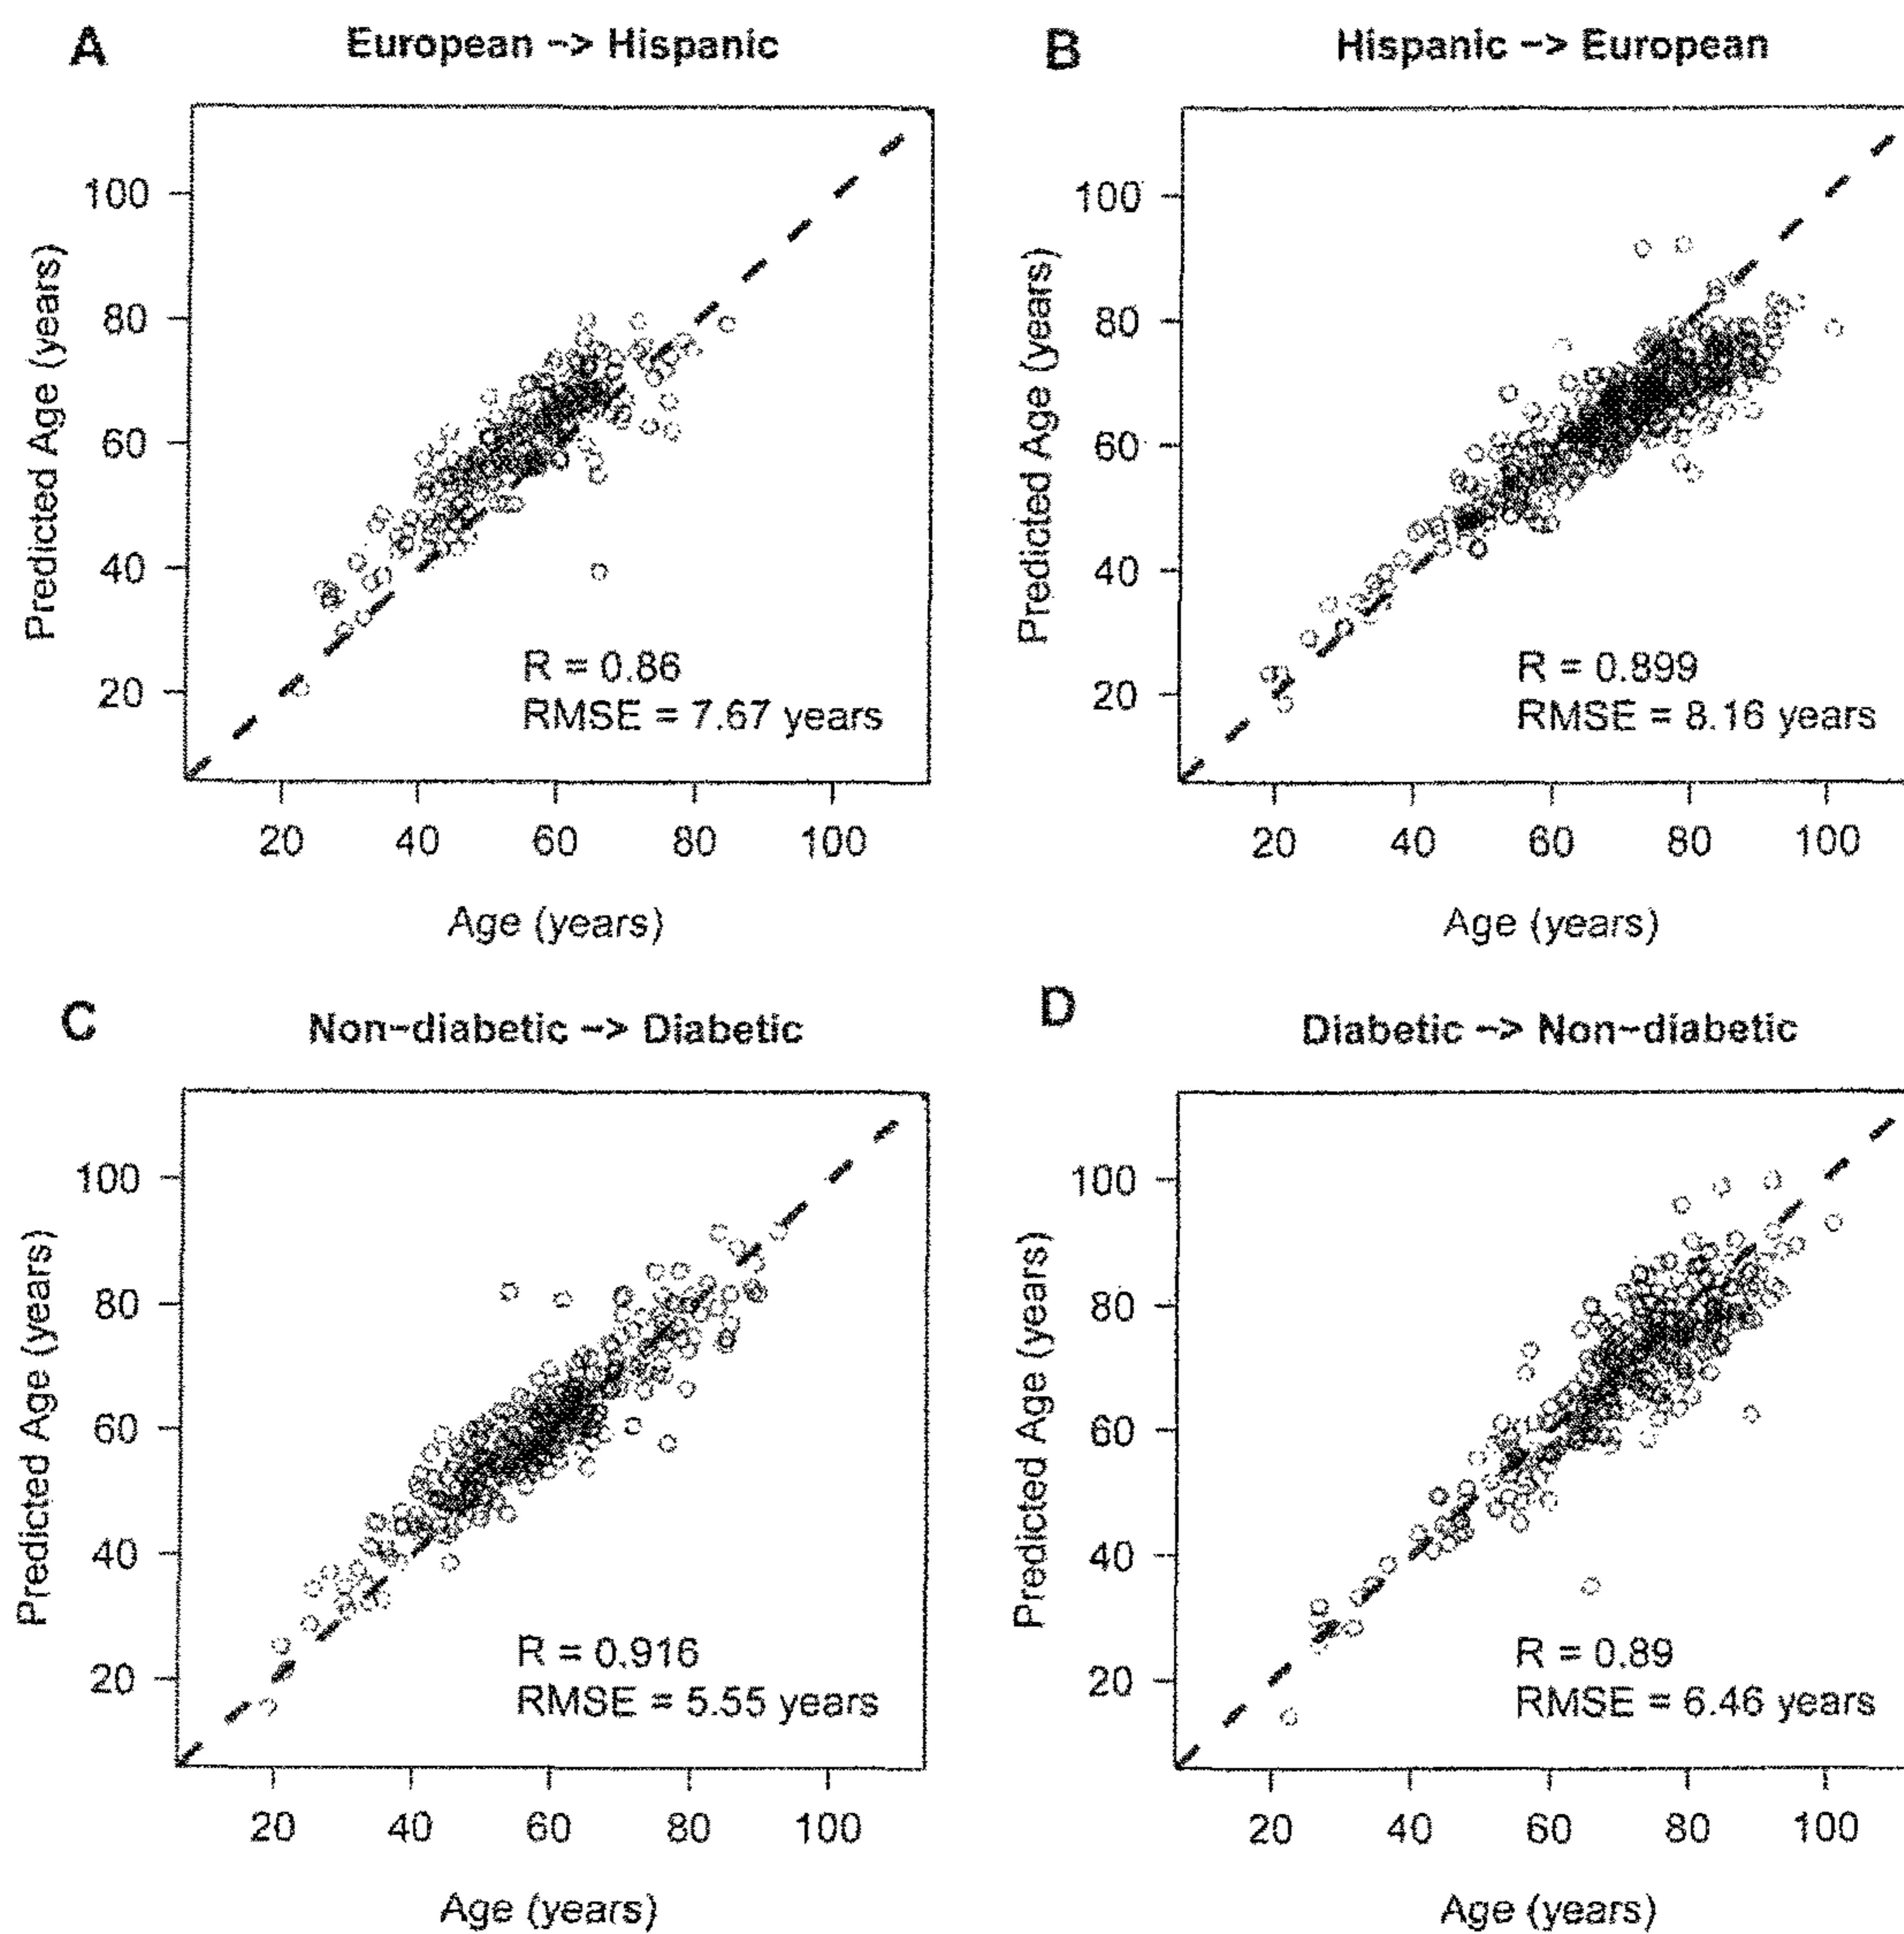 A
European -> Hispanic
100
80
60
40
20
Predicted Age (years)
R = 0.86
RMSE = 7.67 years
20 40 60 80 100
Age (years)
B
Hispanic -> European
100
80
60
40
20
Predicted Age (years)
R = 0.899
RMSE = 8.16 years
20 40 60 80 100
Age (years)
C
Non-diabetic -> Diabetic
100
80
60
40
20
Predicted Age (years)
R = 0.916
RMSE = 5.55 years
20 40 60 80 100
Age (years)
D
Diabetic -> Non-diabetic
100
80
60
40
20
Predicted Age (years)
R = 0.89
RMSE = 6.46 years
20 40 60 80 100
Age (years)